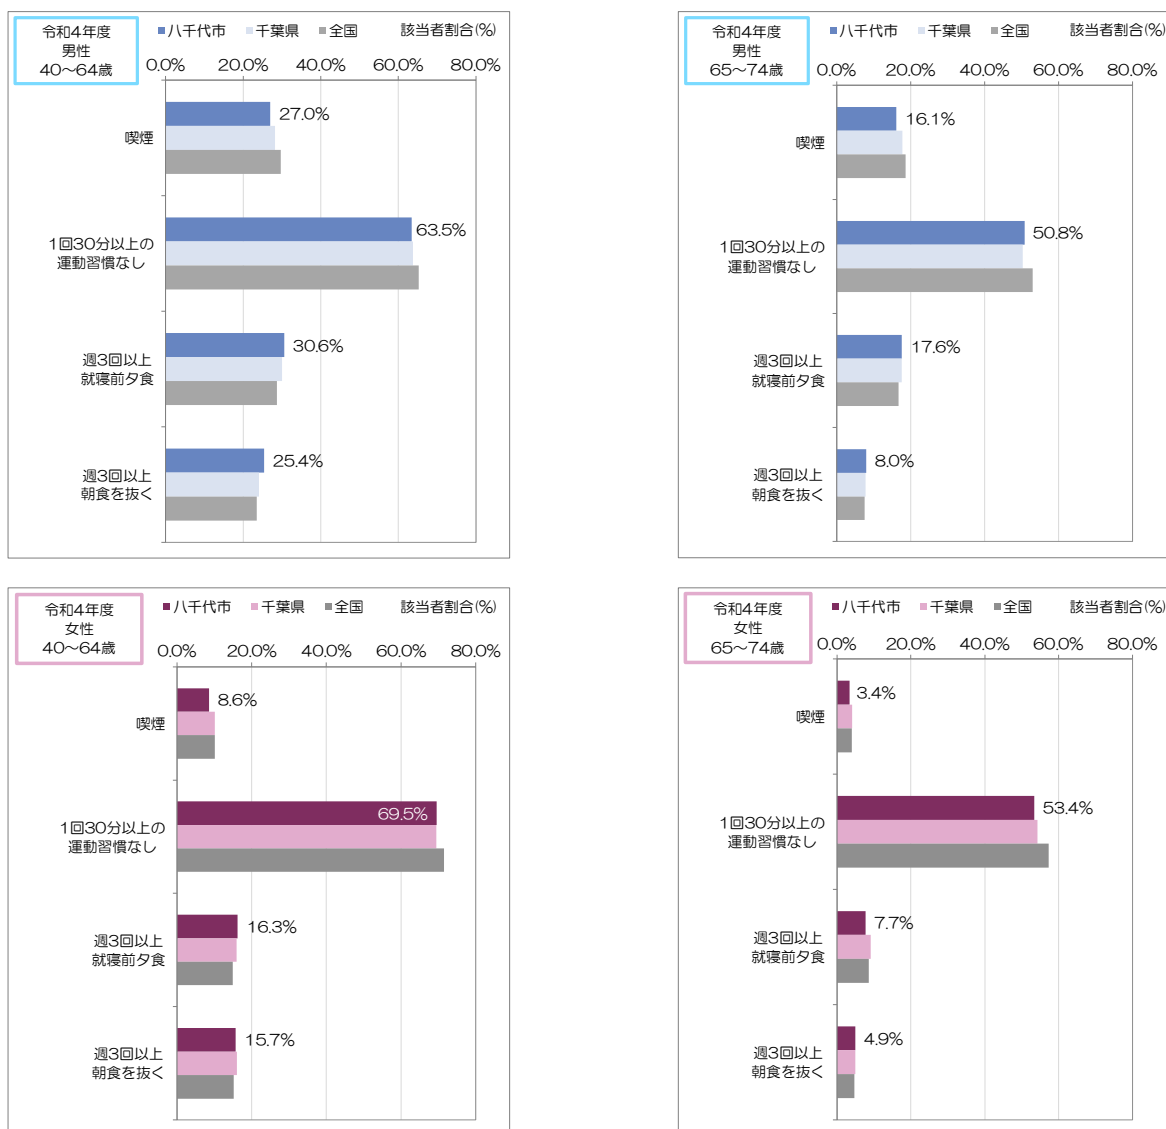 令和4年度
男性
40〜64歳
■八千代市 ■千葉県 ■全国 該当者割合(%)
0.0% 20.0% 40.0% 60.0% 80.0%
喫煙
27.0%
1回30分以上の
運動習慣なし
63.5%
週3回以上
就寝前夕食
30.6%
週3回以上
朝食を抜く
25.4%
令和4年度
男性
65〜74歳
■八千代市 ■千葉県 ■全国 該当者割合(%)
0.0% 20.0% 40.0% 60.0% 80.0%
喫煙
16.1%
1回30分以上の
運動習慣なし
50.8%
週3回以上
就寝前夕食
17.6%
週3回以上
朝食を抜く
8.0%
令和4年度
女性
40〜64歳
■八千代市 ■千葉県 ■全国 該当者割合(%)
0.0% 20.0% 40.0% 60.0% 80.0%
喫煙
8.6%
1回30分以上の
運動習慣なし
69.5%
週3回以上
就寝前夕食
16.3%
週3回以上
朝食を抜く
15.7%
令和4年度
女性
65〜74歳
■八千代市 ■千葉県 ■全国 該当者割合(%)
0.0% 20.0% 40.0% 60.0% 80.0%
喫煙
3.4%
1回30分以上の
運動習慣なし
53.4%
週3回以上
就寝前夕食
7.7%
週3回以上
朝食を抜く
4.9%